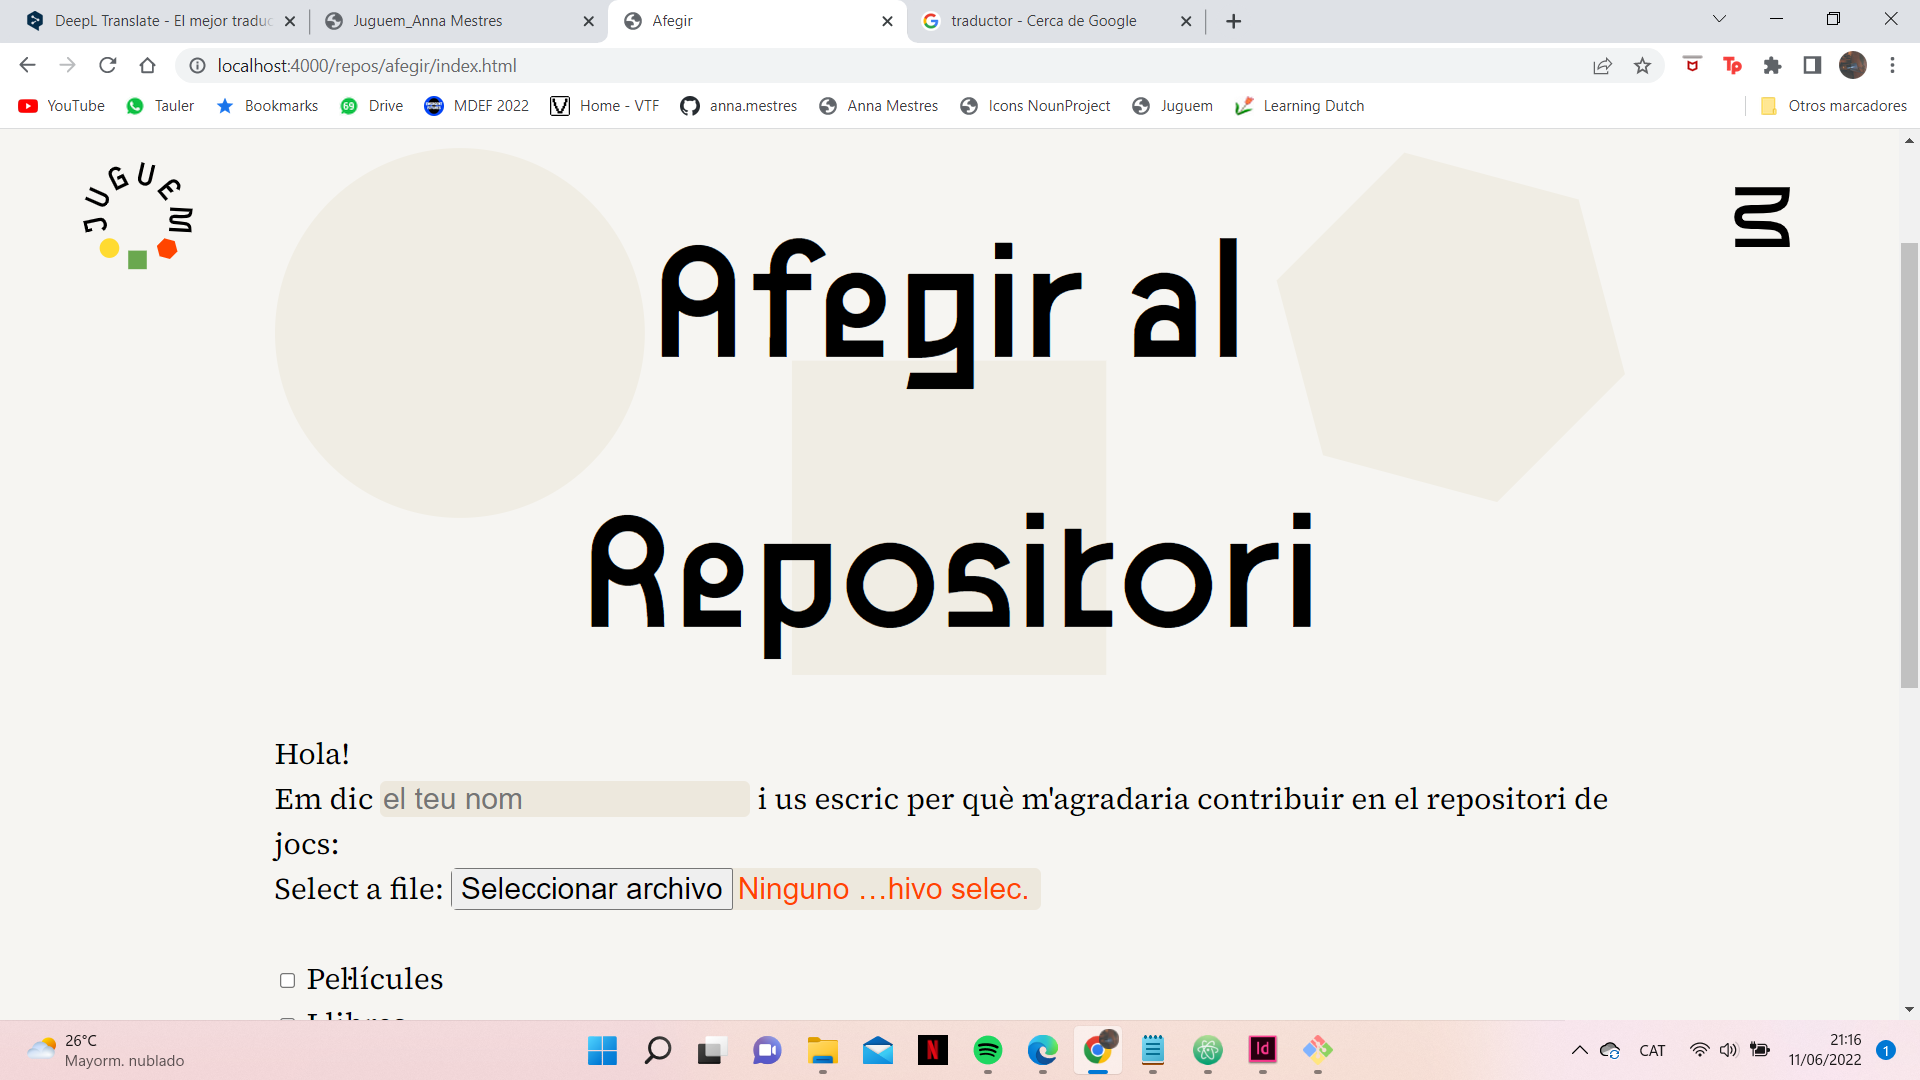 DeepL Translate - El mejor traduc
Juguem_Anna Mestres
Afegir
traductor - Cerca de Google
localhost:4000/repos/afegir/index.html
YouTube
Tauler
Bookmarks
Drive
MDEF 2022
Home - VTF
anna.mestres
Anna Mestres
Icons NounProject
Juguem
Learning Dutch
Otros marcadores
JUGUEM
Afegir al
Repositori
Hola!
Em dic el teu nom i us escric per què m'agradaria contribuir en el repositori de
jocs:
Select a file: Seleccionar archivo Ninguno …hivo selec.
Pel·lícules
Llibres
26°C
Mayorm. nublado
CAT
21:16
11/06/2022
1